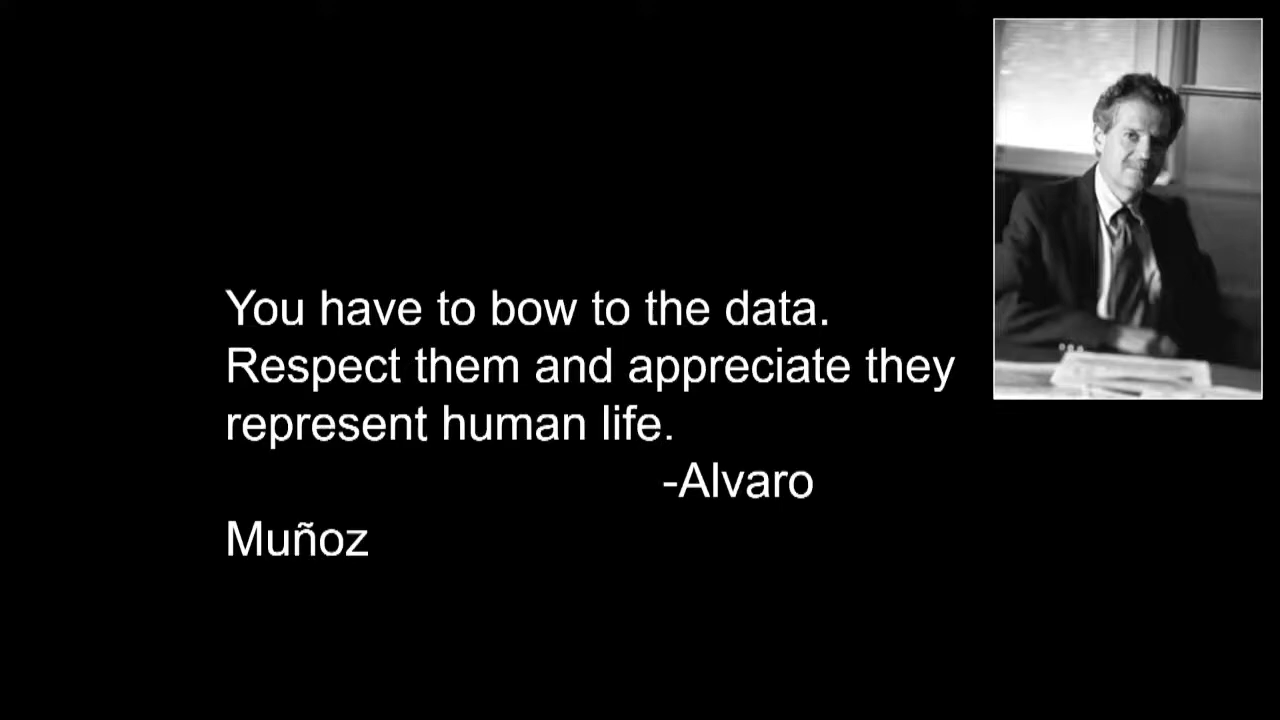 You have to bow to the data.
Respect them and appreciate they
represent human life.
-Alvaro
Muñoz